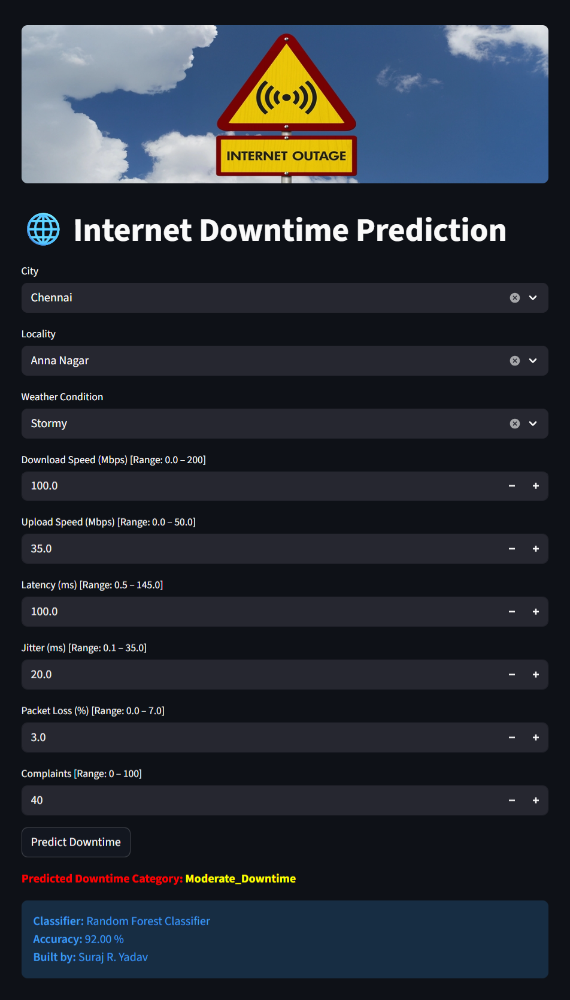 INTERNET OUTAGE
Internet Downtime Prediction
City
Chennai
Locality
Anna Nagar
Weather Condition
Stormy
Download Speed (Mbps) [Range: 0.0 – 200]
100.0
Upload Speed (Mbps) [Range: 0.0 – 50.0]
35.0
Latency (ms) [Range: 0.5 – 145.0]
100.0
Jitter (ms) [Range: 0.1 – 35.0]
20.0
Packet Loss (%) [Range: 0.0 – 7.0]
3.0
Complaints [Range: 0 – 100]
40
Predict Downtime
Predicted Downtime Category: Moderate_Downtime
Classifier: Random Forest Classifier
Accuracy: 92.00 %
Built by: Suraj R. Yadav